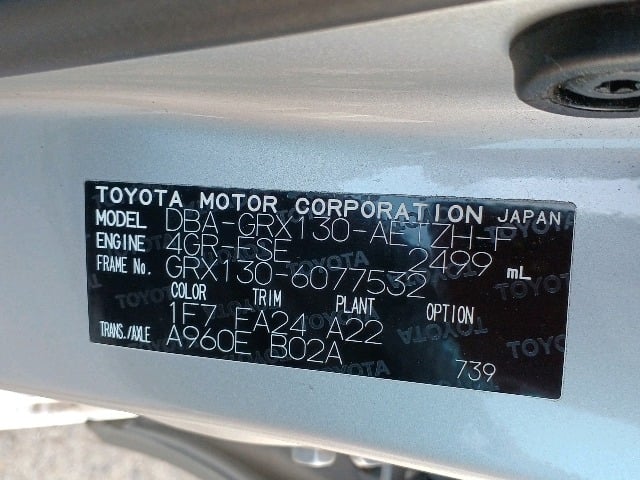 TOYOTA MOTOR CORPORATION JAPAN
MODEL DBA-GRX130-AETZH-F
ENGINE 4GR-FSE 2499 mL
FRAME No. GRX130-6077532
COLOR TRIM PLANT OPTION
1F7 FA24 A22
TRANS./AXLE A960E B02A
739